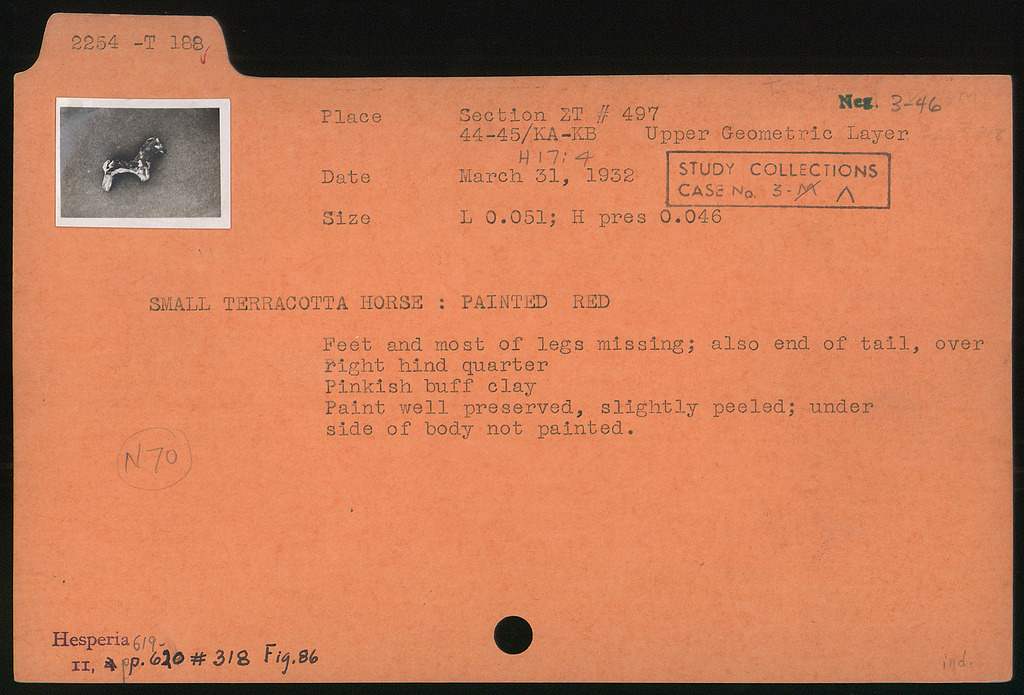 2254 -T 188
Neg. 3-46
Place Section ΣT # 497
44-45/KA-KB Upper Geometric Layer
H 17:4
Date March 31, 1932
STUDY COLLECTIONS
CASE No. 3- Λ
Size L 0.051; H pres 0.046
SMALL TERRACOTTA HORSE : PAINTED RED
Feet and most of legs missing; also end of tail, over
right hind quarter
Pinkish buff clay
Paint well preserved, slightly peeled; under
side of body not painted.
N 70
Hesperia 619-
II, pp. 620 # 318 Fig. 86
ind.